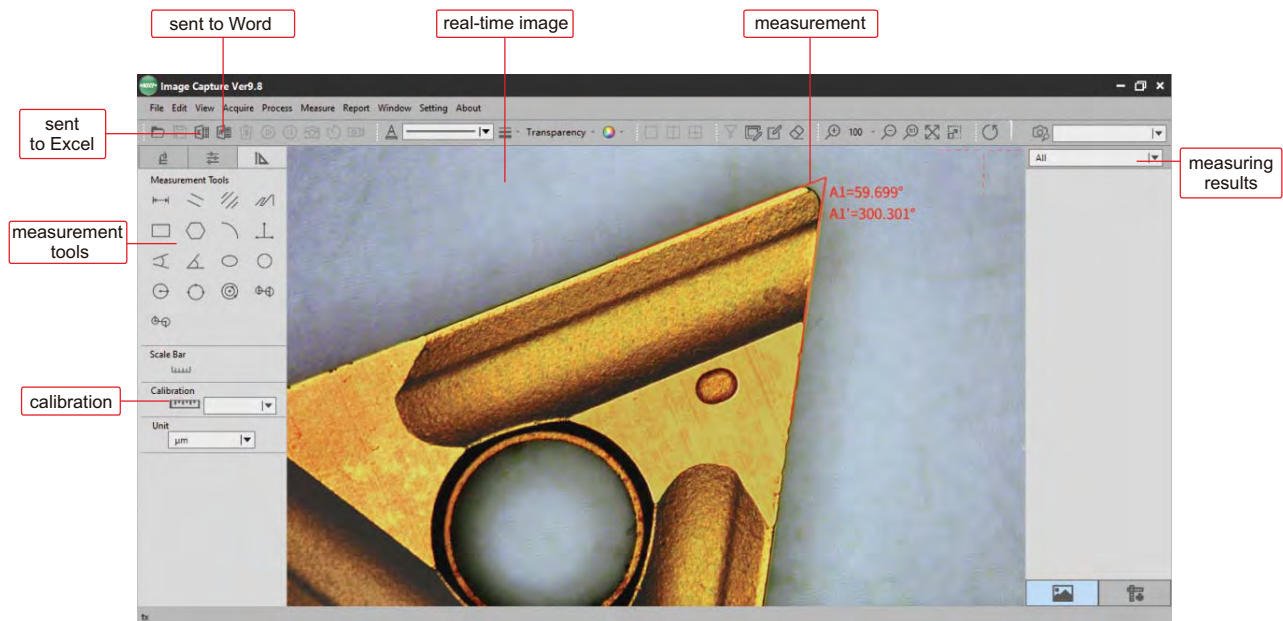 sent to Word
real-time image
measurement
Image Capture Ver9.8
File Edit View Acquire Process Measure Report Window Setting About
sent
to Excel
Transparency
100
All
measuring
results
Measurement Tools
A1=59.699°
A1'=300.301°
measurement
tools
Scale Bar
Calibration
calibration
Unit
µm
tx